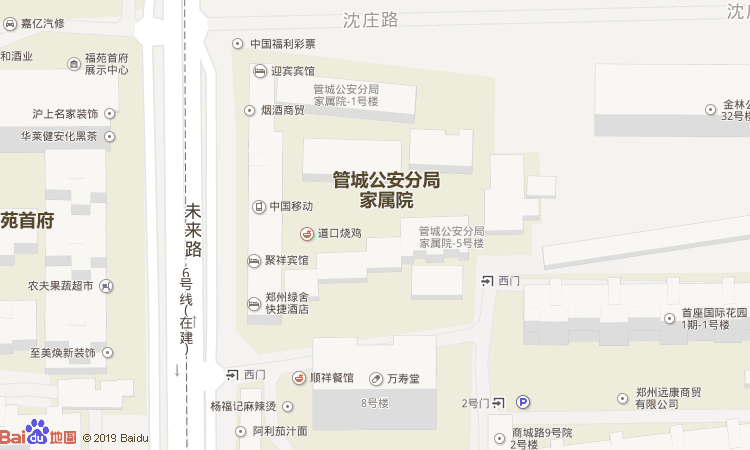 沈庄路
沈庄
嘉亿汽修
中国福利彩票
和酒业
福苑首府
展示中心
迎宾宾馆
管城公安分局
家属院-1号楼
沪上名家装饰
烟酒商贸
金林公
32号楼
华莱健安化黑茶
管城公安分局
家属院
苑首府
未来路
中国移动
道口烧鸡
管城公安分局
家属院-5号楼
聚祥宾馆
6号线(在建)
西门
农夫果蔬超市
郑州绿舍
快捷酒店
首座国际花园
1期-1号楼
至美焕新装饰
西门
顺祥餐馆
万寿堂
杨福记麻辣烫
8号楼
2号门
P
郑州远康商贸
有限公司
阿利茄汁面
商城路9号院
2号楼
Bai du 地图
© 2019 Baidu